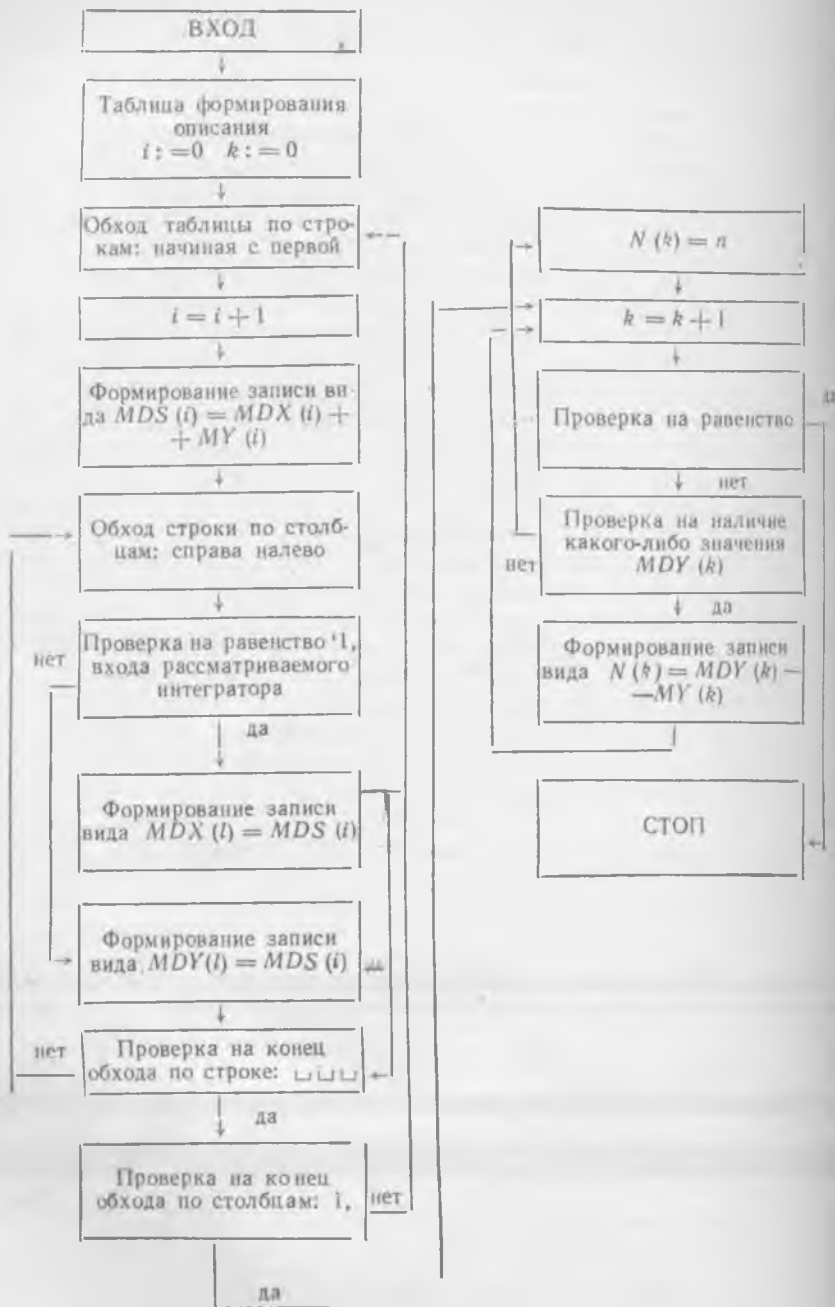 ВХОД
Таблица формирования
описания
i : = 0 k : = 0
Обход таблицы по стро-
кам: начиная с первой
i = i + 1
Формирование записи ви-
да MDS (i) = MDX (i) +
+ MY (i)
Обход строки по столб-
цам: справа налево
нет
Проверка на равенство '1,
входа рассматриваемого
интегратора
да
Формирование записи
вида MDX (l) = MDS (i)
Формирование записи
вида MDY(l) = MDS (i)
нет
Проверка на конец
обхода по строке: ␣␣␣
да
Проверка на конец
обхода по столбцам: 1,
нет
да
N (k) = n
k = k + 1
Проверка на равенство
нет
Проверка на наличие
какого-либо значения
MDY (k)
нет
да
Формирование записи
вида N (k) = MDY (k) —
—MY (k)
СТОП